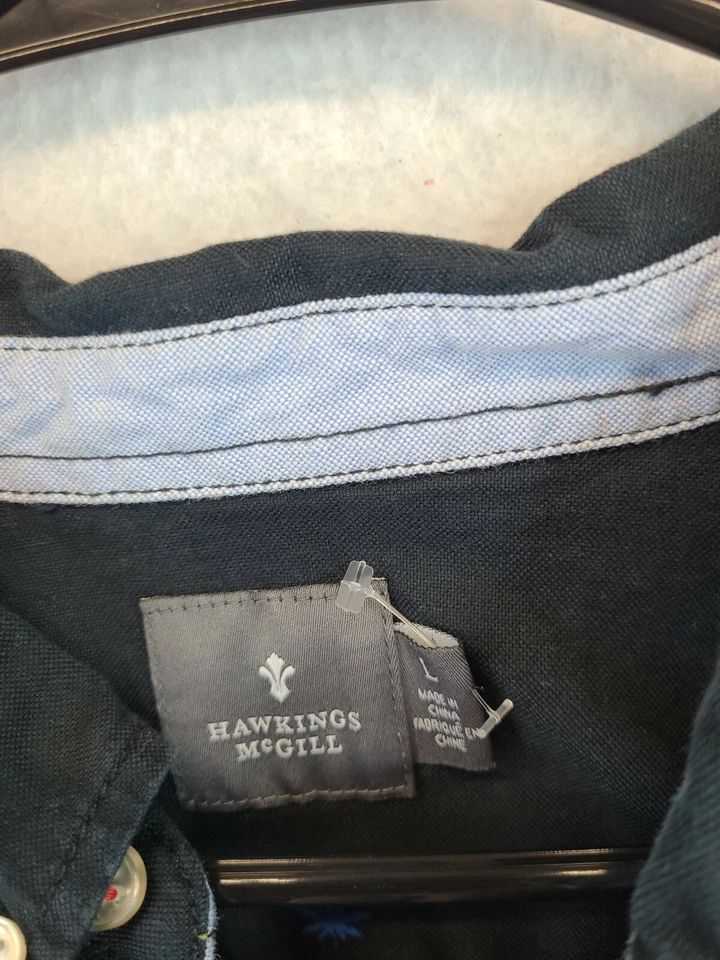 HAWKINGS
McGILL
L
MADE IN
CHINA
FABRIQUÉ EN
CHINE